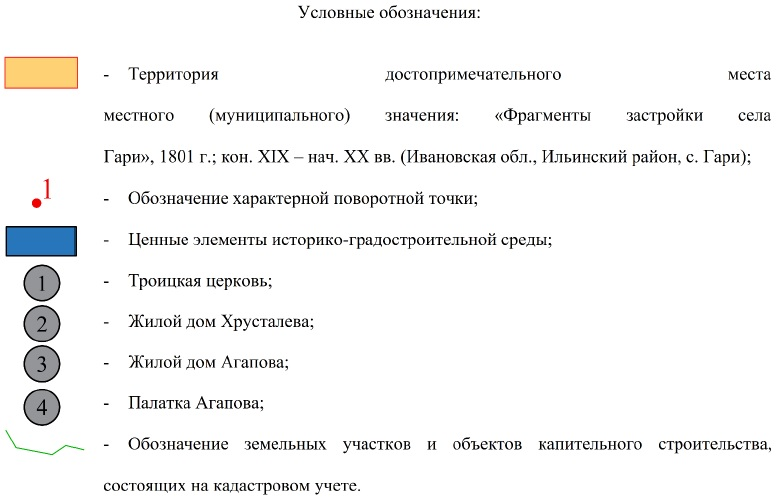 Условные обозначения:
- Территория достопримечательного места
местного (муниципального) значения: «Фрагменты застройки села
Гари», 1801 г.; кон. XIX – нач. XX вв. (Ивановская обл., Ильинский район, с. Гари);
1 - Обозначение характерной поворотной точки;
- Ценные элементы историко-градостроительной среды;
1 - Троицкая церковь;
2 - Жилой дом Хрусталева;
3 - Жилой дом Агапова;
4 - Палатка Агапова;
- Обозначение земельных участков и объектов капительного строительства,
состоящих на кадастровом учете.